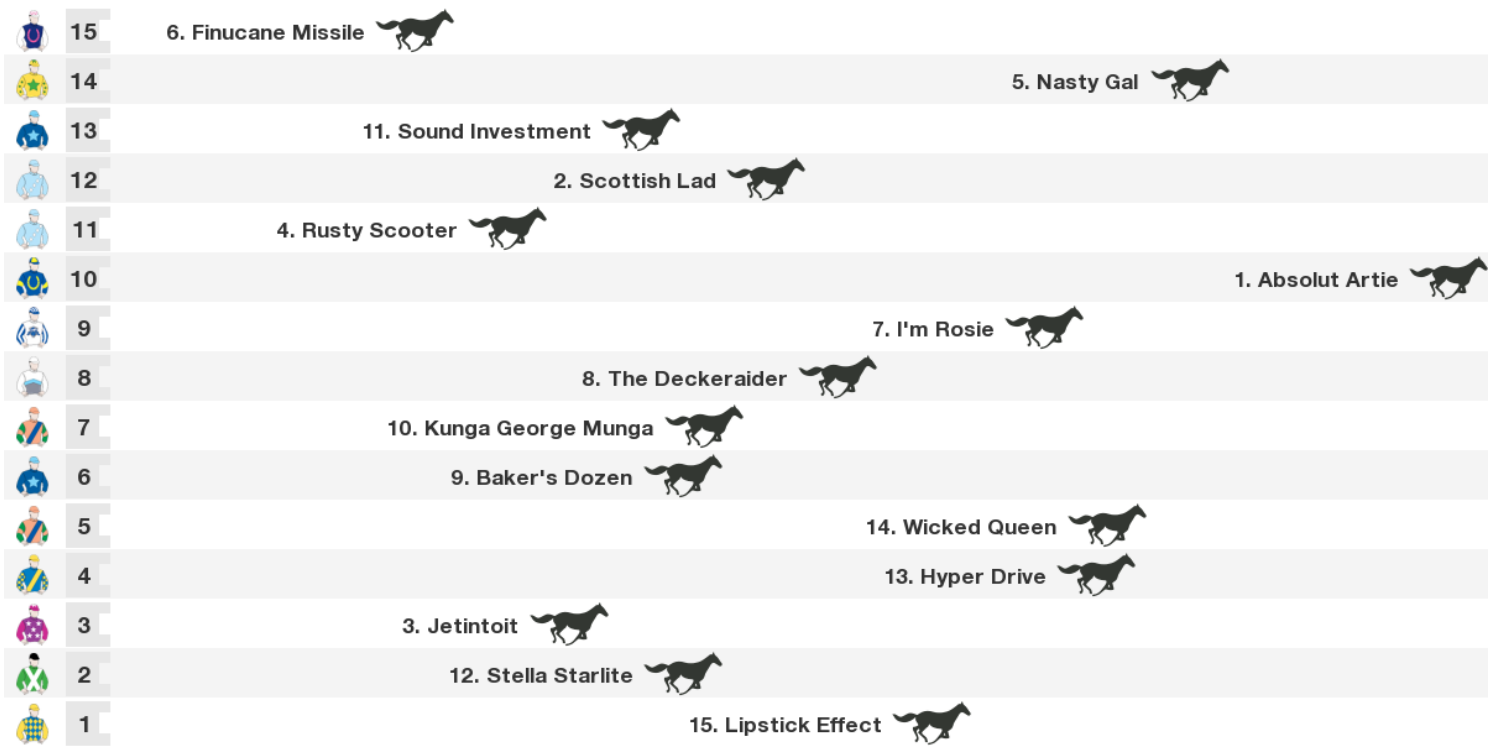 15 6. Finucane Missile
14 5. Nasty Gal
13 11. Sound Investment
12 2. Scottish Lad
11 4. Rusty Scooter
10 1. Absolut Artie
9 7. I'm Rosie
8 8. The Deckeraider
7 10. Kunga George Munga
6 9. Baker's Dozen
5 14. Wicked Queen
4 13. Hyper Drive
3 3. Jetintoit
2 12. Stella Starlite
1 15. Lipstick Effect